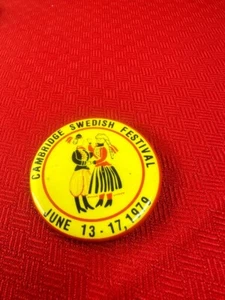 CAMBRIDGE SWEDISH FESTIVAL
JUNE 13-17, 1979